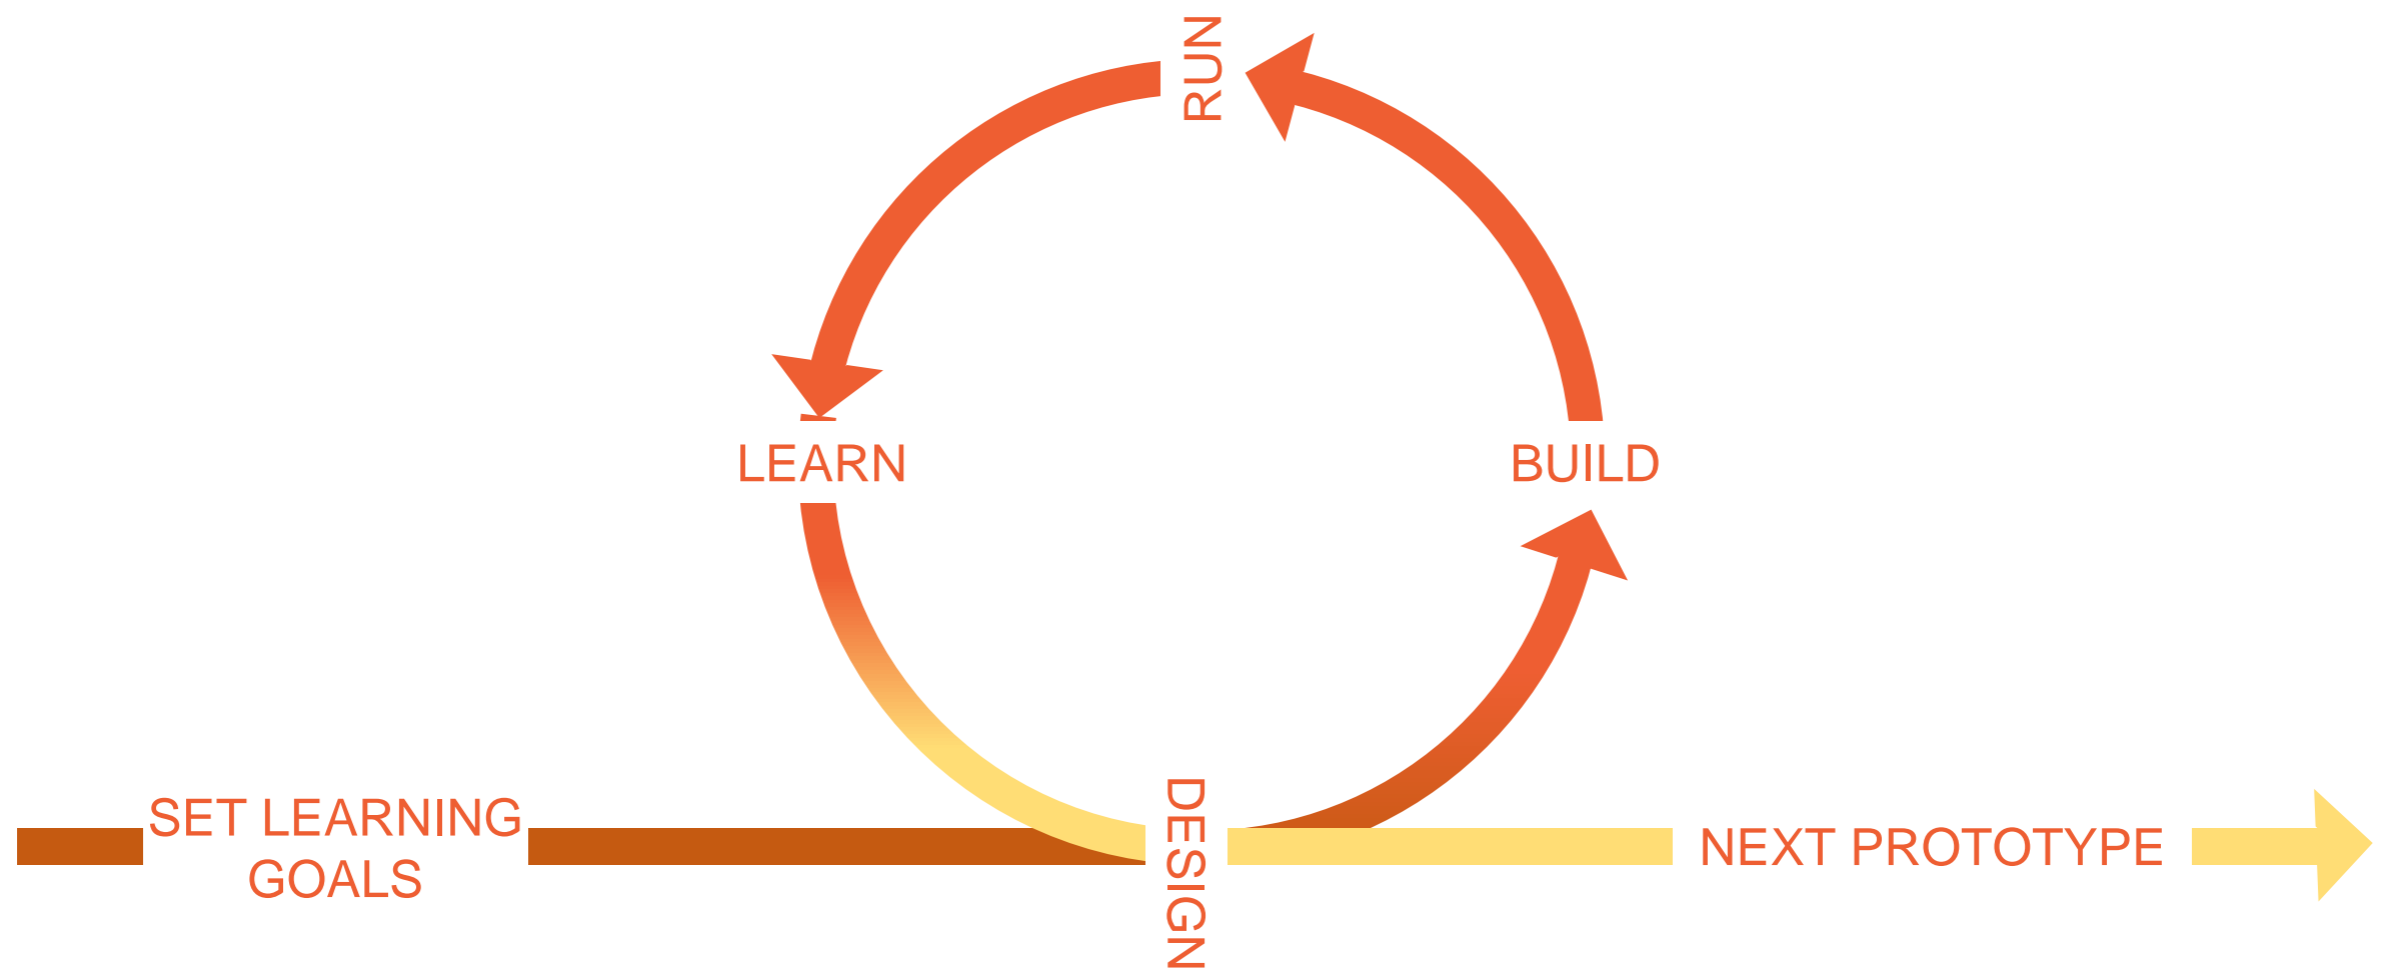 RUN
LEARN
BUILD
SET LEARNING
GOALS
DESIGN
NEXT PROTOTYPE